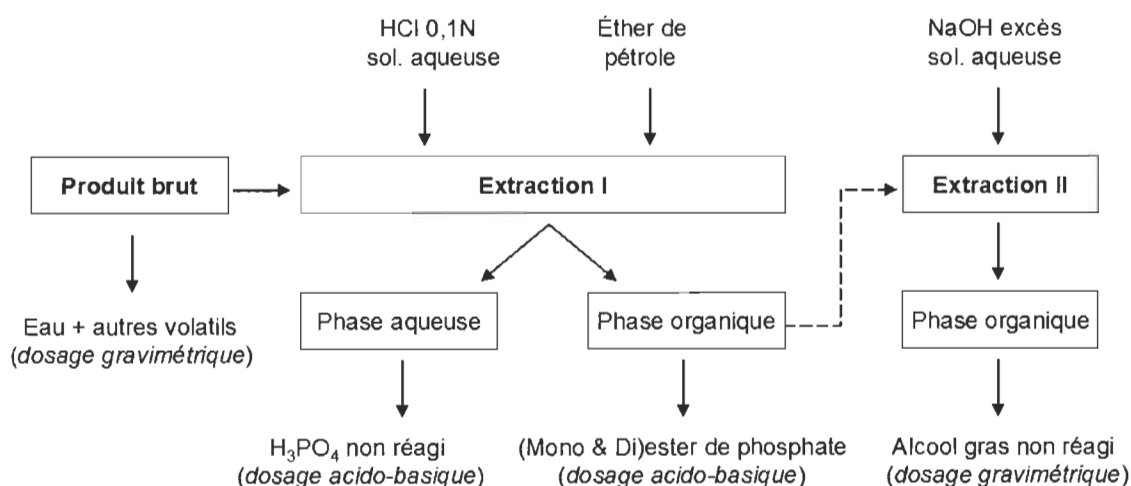 HCl 0,1N
sol. aqueuse
Éther de
pétrole
NaOH excès
sol. aqueuse
Produit brut
Extraction I
Extraction II
Phase aqueuse
Phase organique
Phase organique
Eau + autres volatils
(dosage gravimétrique)
H₃PO₄ non réagi
(dosage acido-basique)
(Mono & Di)ester de phosphate
(dosage acido-basique)
Alcool gras non réagi
(dosage gravimétrique)